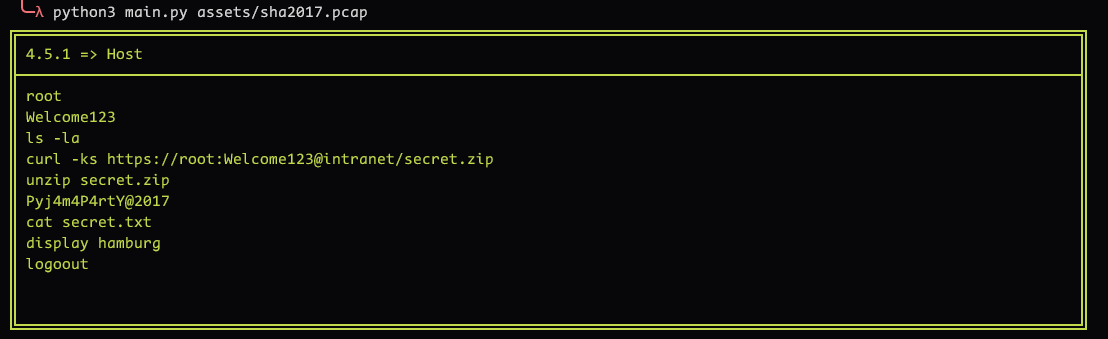 λ python3 main.py assets/sha2017.pcap
4.5.1 => Host
root
Welcome123
ls -la
curl -ks https://root:Welcome123@intranet/secret.zip
unzip secret.zip
Pyj4m4P4rtY@2017
cat secret.txt
display hamburg
logoout